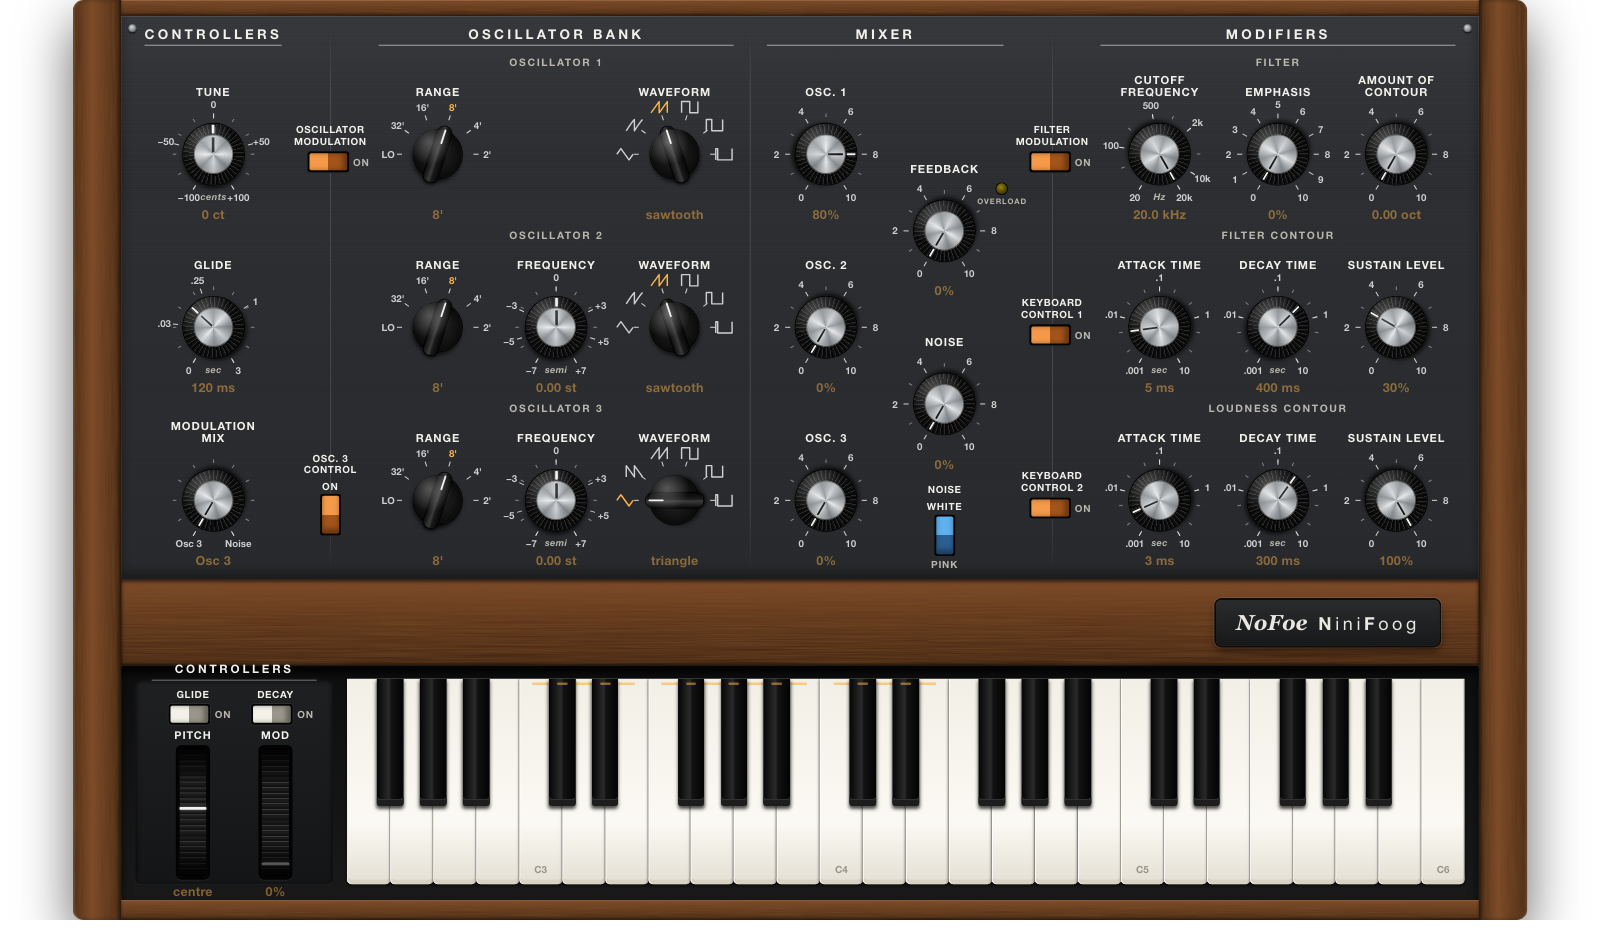 CONTROLLERS
OSCILLATOR BANK
MIXER
MODIFIERS
OSCILLATOR 1
FILTER
TUNE
0
-50
+50
-100 cents +100
0 ct
OSCILLATOR
MODULATION
ON
RANGE
LO
32'
16'
8'
4'
2'
8'
WAVEFORM
sawtooth
OSC. 1
0
2
4
6
8
10
80%
FEEDBACK
0
2
4
6
8
10
0%
OVERLOAD
FILTER
MODULATION
ON
CUTOFF
FREQUENCY
20
100
500
2k
10k
20k
Hz
20.0 kHz
EMPHASIS
0
1
2
3
4
5
6
7
8
9
10
0%
AMOUNT OF
CONTOUR
0
2
4
6
8
10
0.00 oct
OSCILLATOR 2
FILTER CONTOUR
GLIDE
0
.03
.25
1
3
sec
120 ms
RANGE
LO
32'
16'
8'
4'
2'
8'
FREQUENCY
0
-3
+3
-5
+5
-7 semi +7
0.00 st
WAVEFORM
sawtooth
OSC. 2
0
2
4
6
8
10
0%
NOISE
0
2
4
6
8
10
0%
KEYBOARD
CONTROL 1
ON
ATTACK TIME
.001
.01
.1
1
10
sec
5 ms
DECAY TIME
.001
.01
.1
1
10
sec
400 ms
SUSTAIN LEVEL
0
2
4
6
8
10
30%
OSCILLATOR 3
LOUDNESS CONTOUR
MODULATION
MIX
Osc 3
Noise
Osc 3
OSC. 3
CONTROL
ON
RANGE
LO
32'
16'
8'
4'
2'
8'
FREQUENCY
0
-3
+3
-5
+5
-7 semi +7
0.00 st
WAVEFORM
triangle
OSC. 3
0
2
4
6
8
10
0%
NOISE
WHITE
PINK
KEYBOARD
CONTROL 2
ON
ATTACK TIME
.001
.01
.1
1
10
sec
3 ms
DECAY TIME
.001
.01
.1
1
10
sec
300 ms
SUSTAIN LEVEL
0
2
4
6
8
10
100%
NoFoe NiniFoog
CONTROLLERS
GLIDE
ON
DECAY
ON
PITCH
centre
MOD
0%
C3
C4
C5
C6